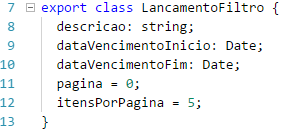 7 export class LancamentoFiltro {
8 descricao: string;
9 dataVencimentoInicio: Date;
10 dataVencimentoFim: Date;
11 pagina = 0;
12 itensPorPagina = 5;
13 }